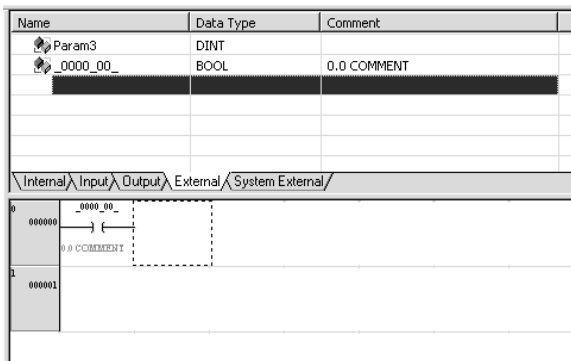 Name Data Type Comment
Param3 DINT
_0000_00_ BOOL 0.0 COMMENT
Internal Input Output External System External
0 _0000_00_
000000
0.0 COMMENT
1
000001